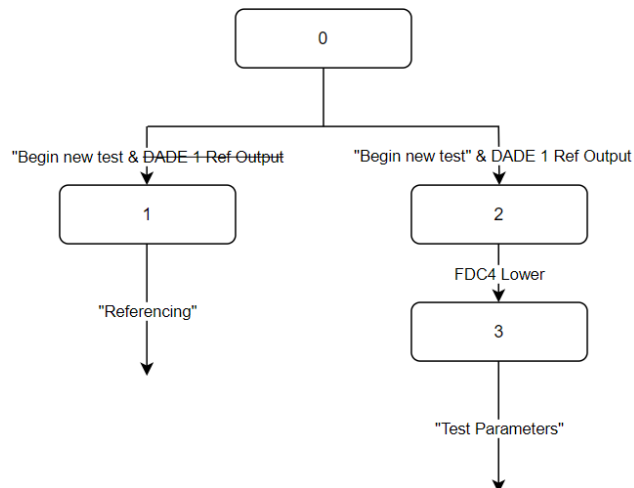 0
"Begin new test & DADE 1 Ref Output
"Begin new test" & DADE 1 Ref Output
1
2
FDC4 Lower
"Referencing"
3
"Test Parameters"